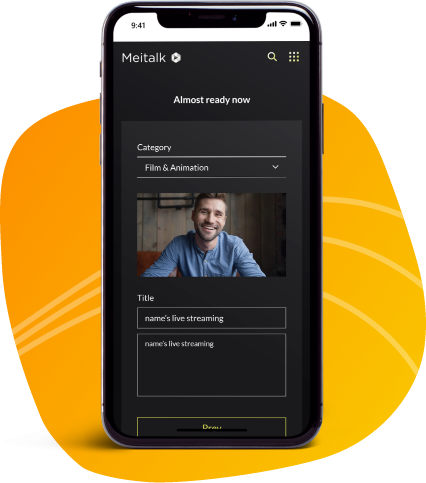 9:41
Meitalk
Almost ready now
Category
Film & Animation
Title
name's live streaming
name's live streaming
Prev